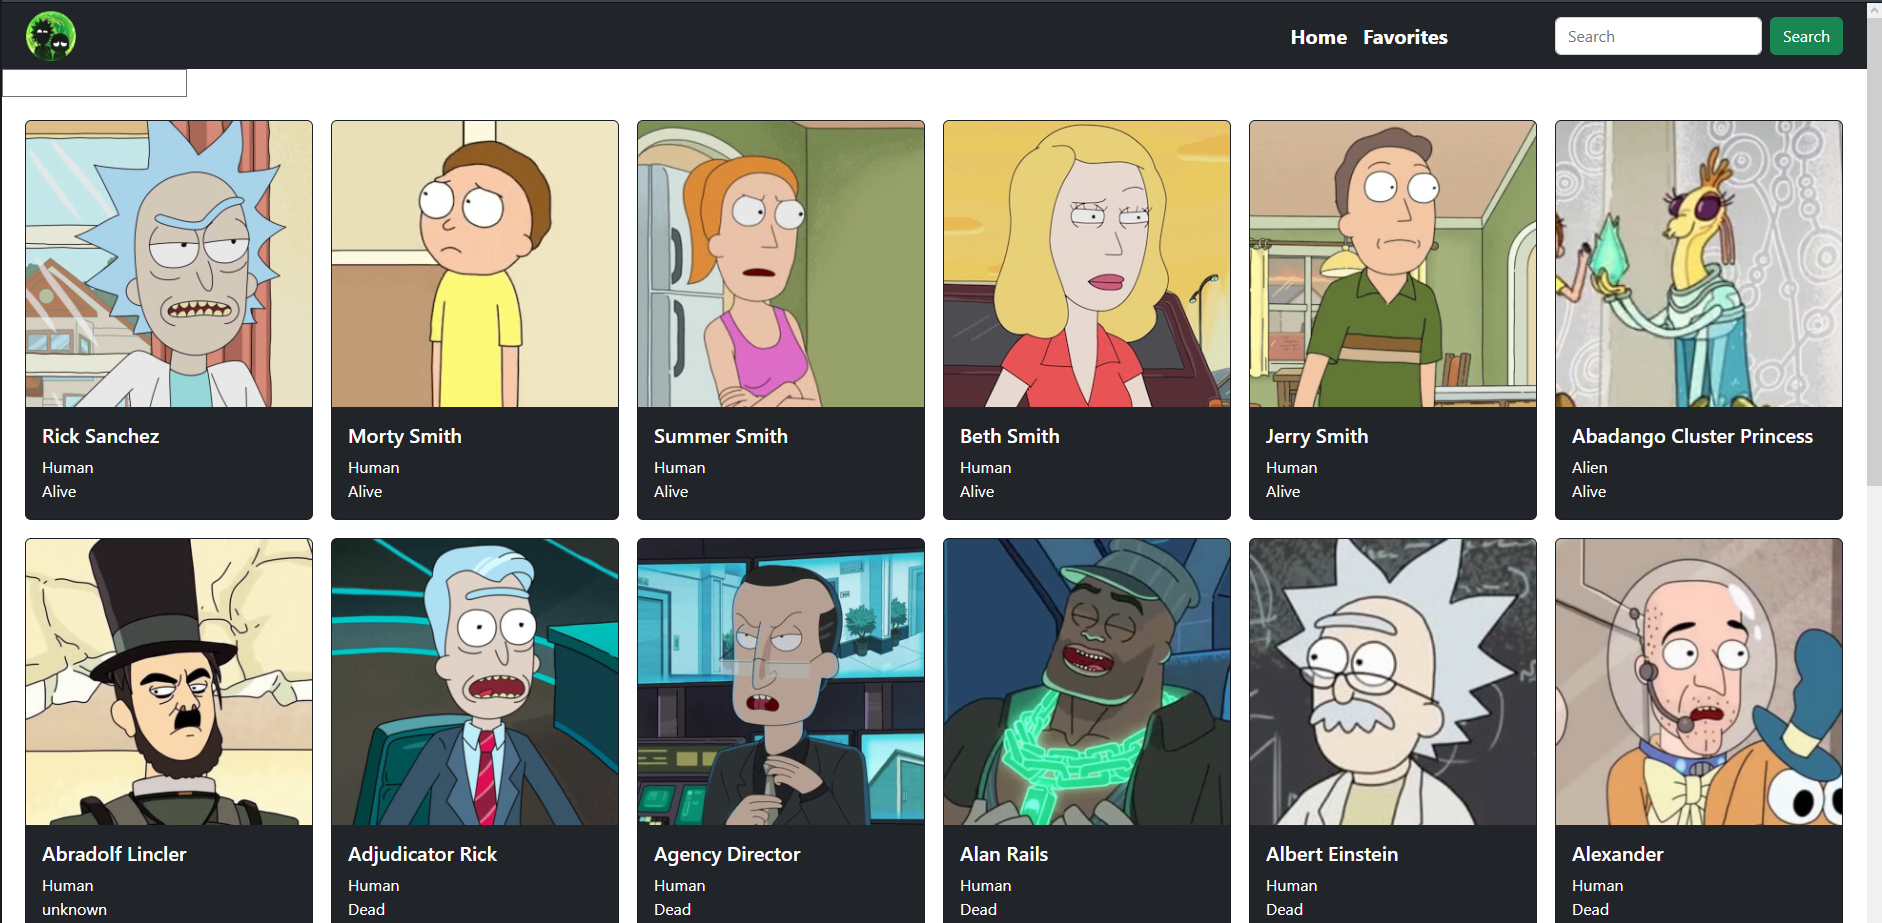 Home Favorites Search Search
Rick Sanchez
Human
Alive
Morty Smith
Human
Alive
Summer Smith
Human
Alive
Beth Smith
Human
Alive
Jerry Smith
Human
Alive
Abadango Cluster Princess
Alien
Alive
Abradolf Lincler
Human
unknown
Adjudicator Rick
Human
Dead
Agency Director
Human
Dead
Alan Rails
Human
Dead
Albert Einstein
Human
Dead
Alexander
Human
Dead